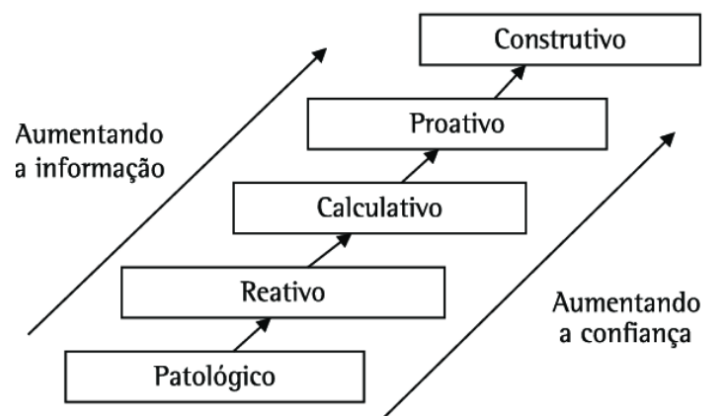 Construtivo
Aumentando
a informação
Proativo
Calculativo
Reativo
Aumentando
a confiança
Patológico